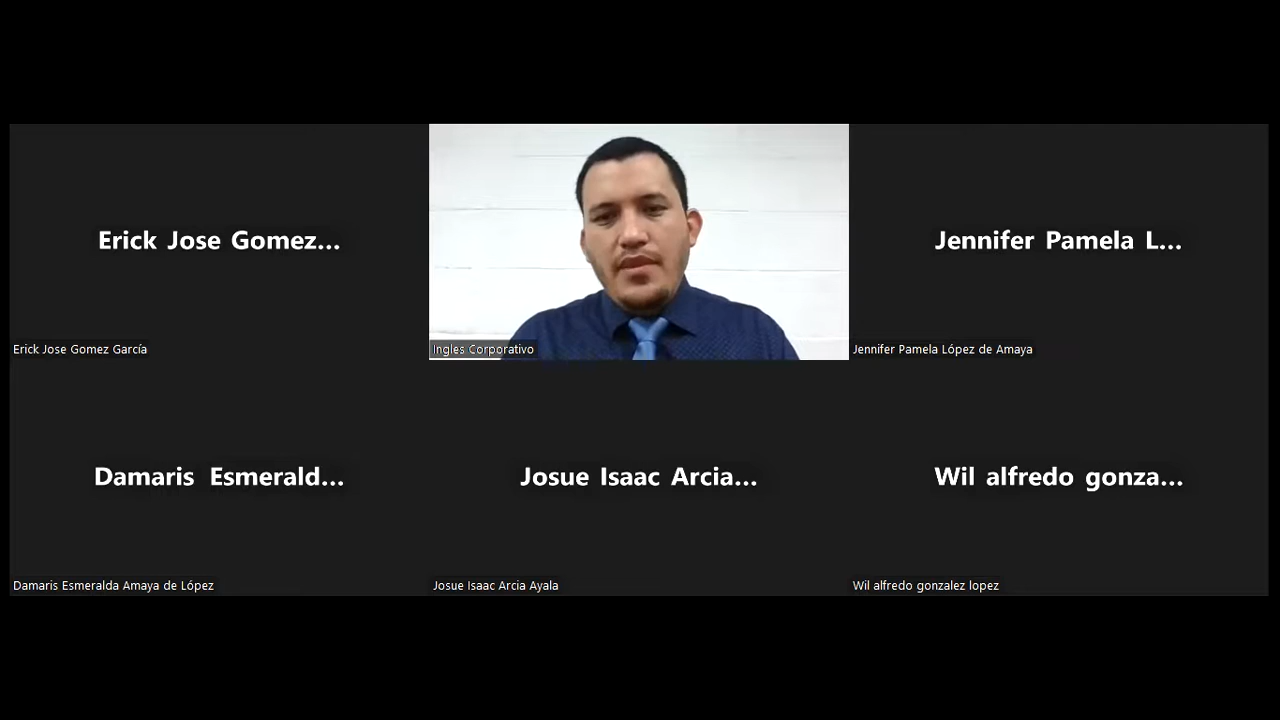 Erick Jose Gomez...
Erick Jose Gomez García
Ingles Corporativo
Jennifer Pamela L...
Jennifer Pamela López de Amaya
Damaris Esmerald...
Damaris Esmeralda Amaya de López
Josue Isaac Arcia...
Josue Isaac Arcia Ayala
Wil alfredo gonza...
Wil alfredo gonzalez lopez